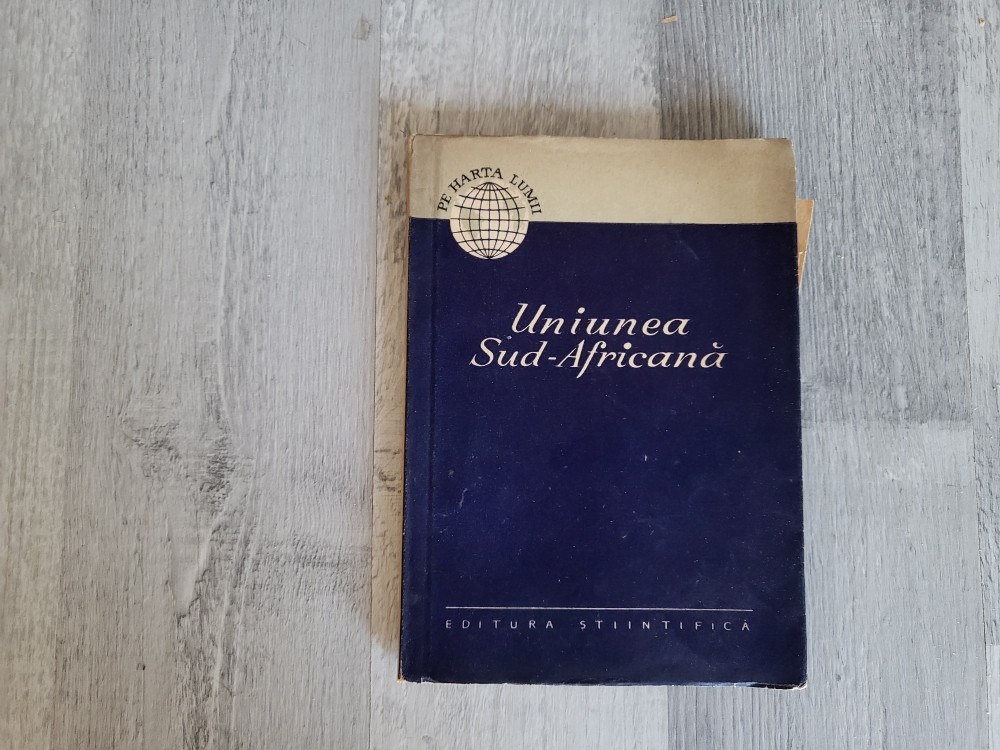 PE HARTA LUMII
Uniunea
Sud-Africană
EDITURA ȘTIINȚIFICĂ